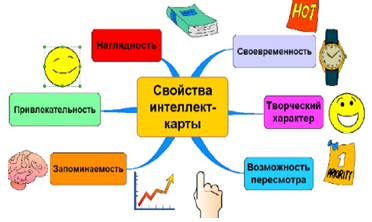 HOT
Наглядность
Своевременность
Свойства
интеллект-
карты
Привлекательность
Творческий
характер
Запоминаемость
Возможность
пересмотра
1
PRIORITY